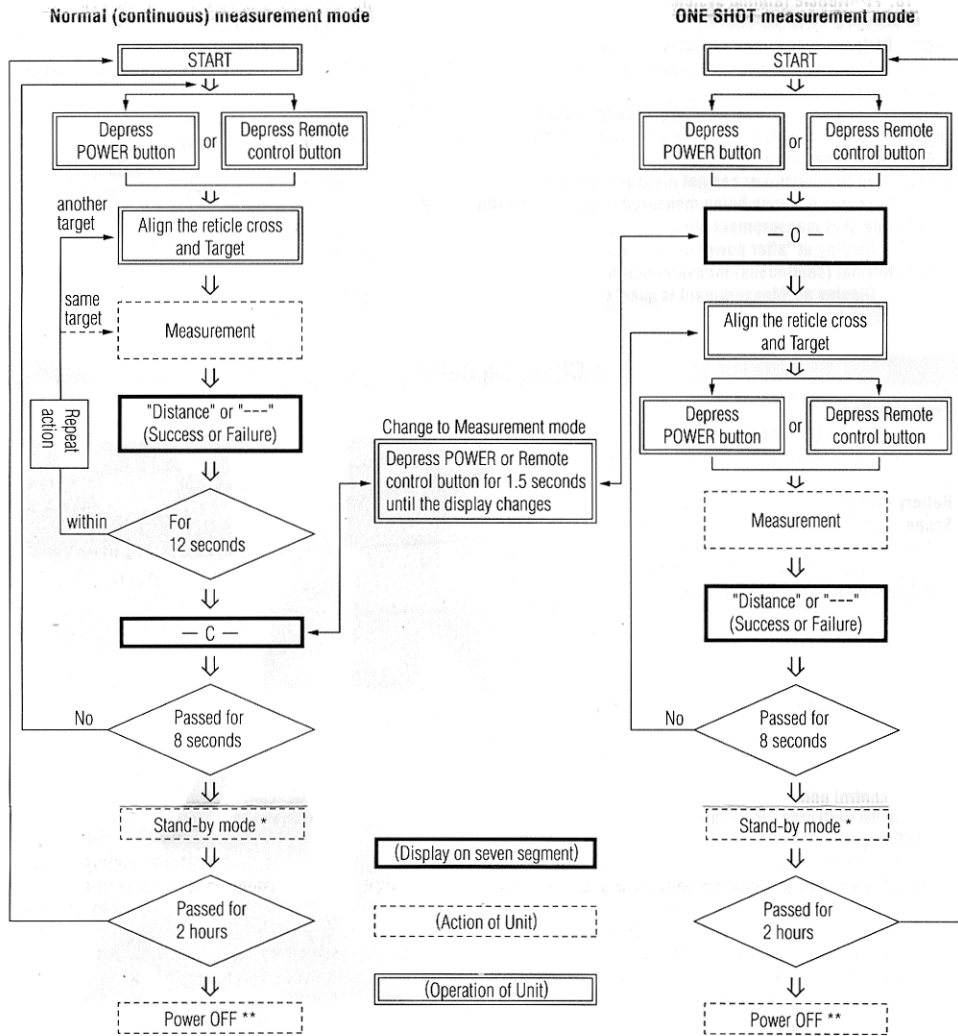 Normal (continuous) measurement mode
START
Depress
POWER button
or
Depress Remote
control button
another
target
Align the reticle cross
and Target
same
target
Measurement
Repeat
action
"Distance" or "---"
(Success or Failure)
within
For
12 seconds
— C —
No
Passed for
8 seconds
Stand-by mode *
Passed for
2 hours
Power OFF **
Change to Measurement mode
Depress POWER or Remote
control button for 1.5 seconds
until the display changes
(Display on seven segment)
(Action of Unit)
(Operation of Unit)
ONE SHOT measurement mode
START
Depress
POWER button
or
Depress Remote
control button
— O —
Align the reticle cross
and Target
Depress
POWER button
or
Depress Remote
control button
Measurement
"Distance" or "---"
(Success or Failure)
No
Passed for
8 seconds
Stand-by mode *
Passed for
2 hours
Power OFF **